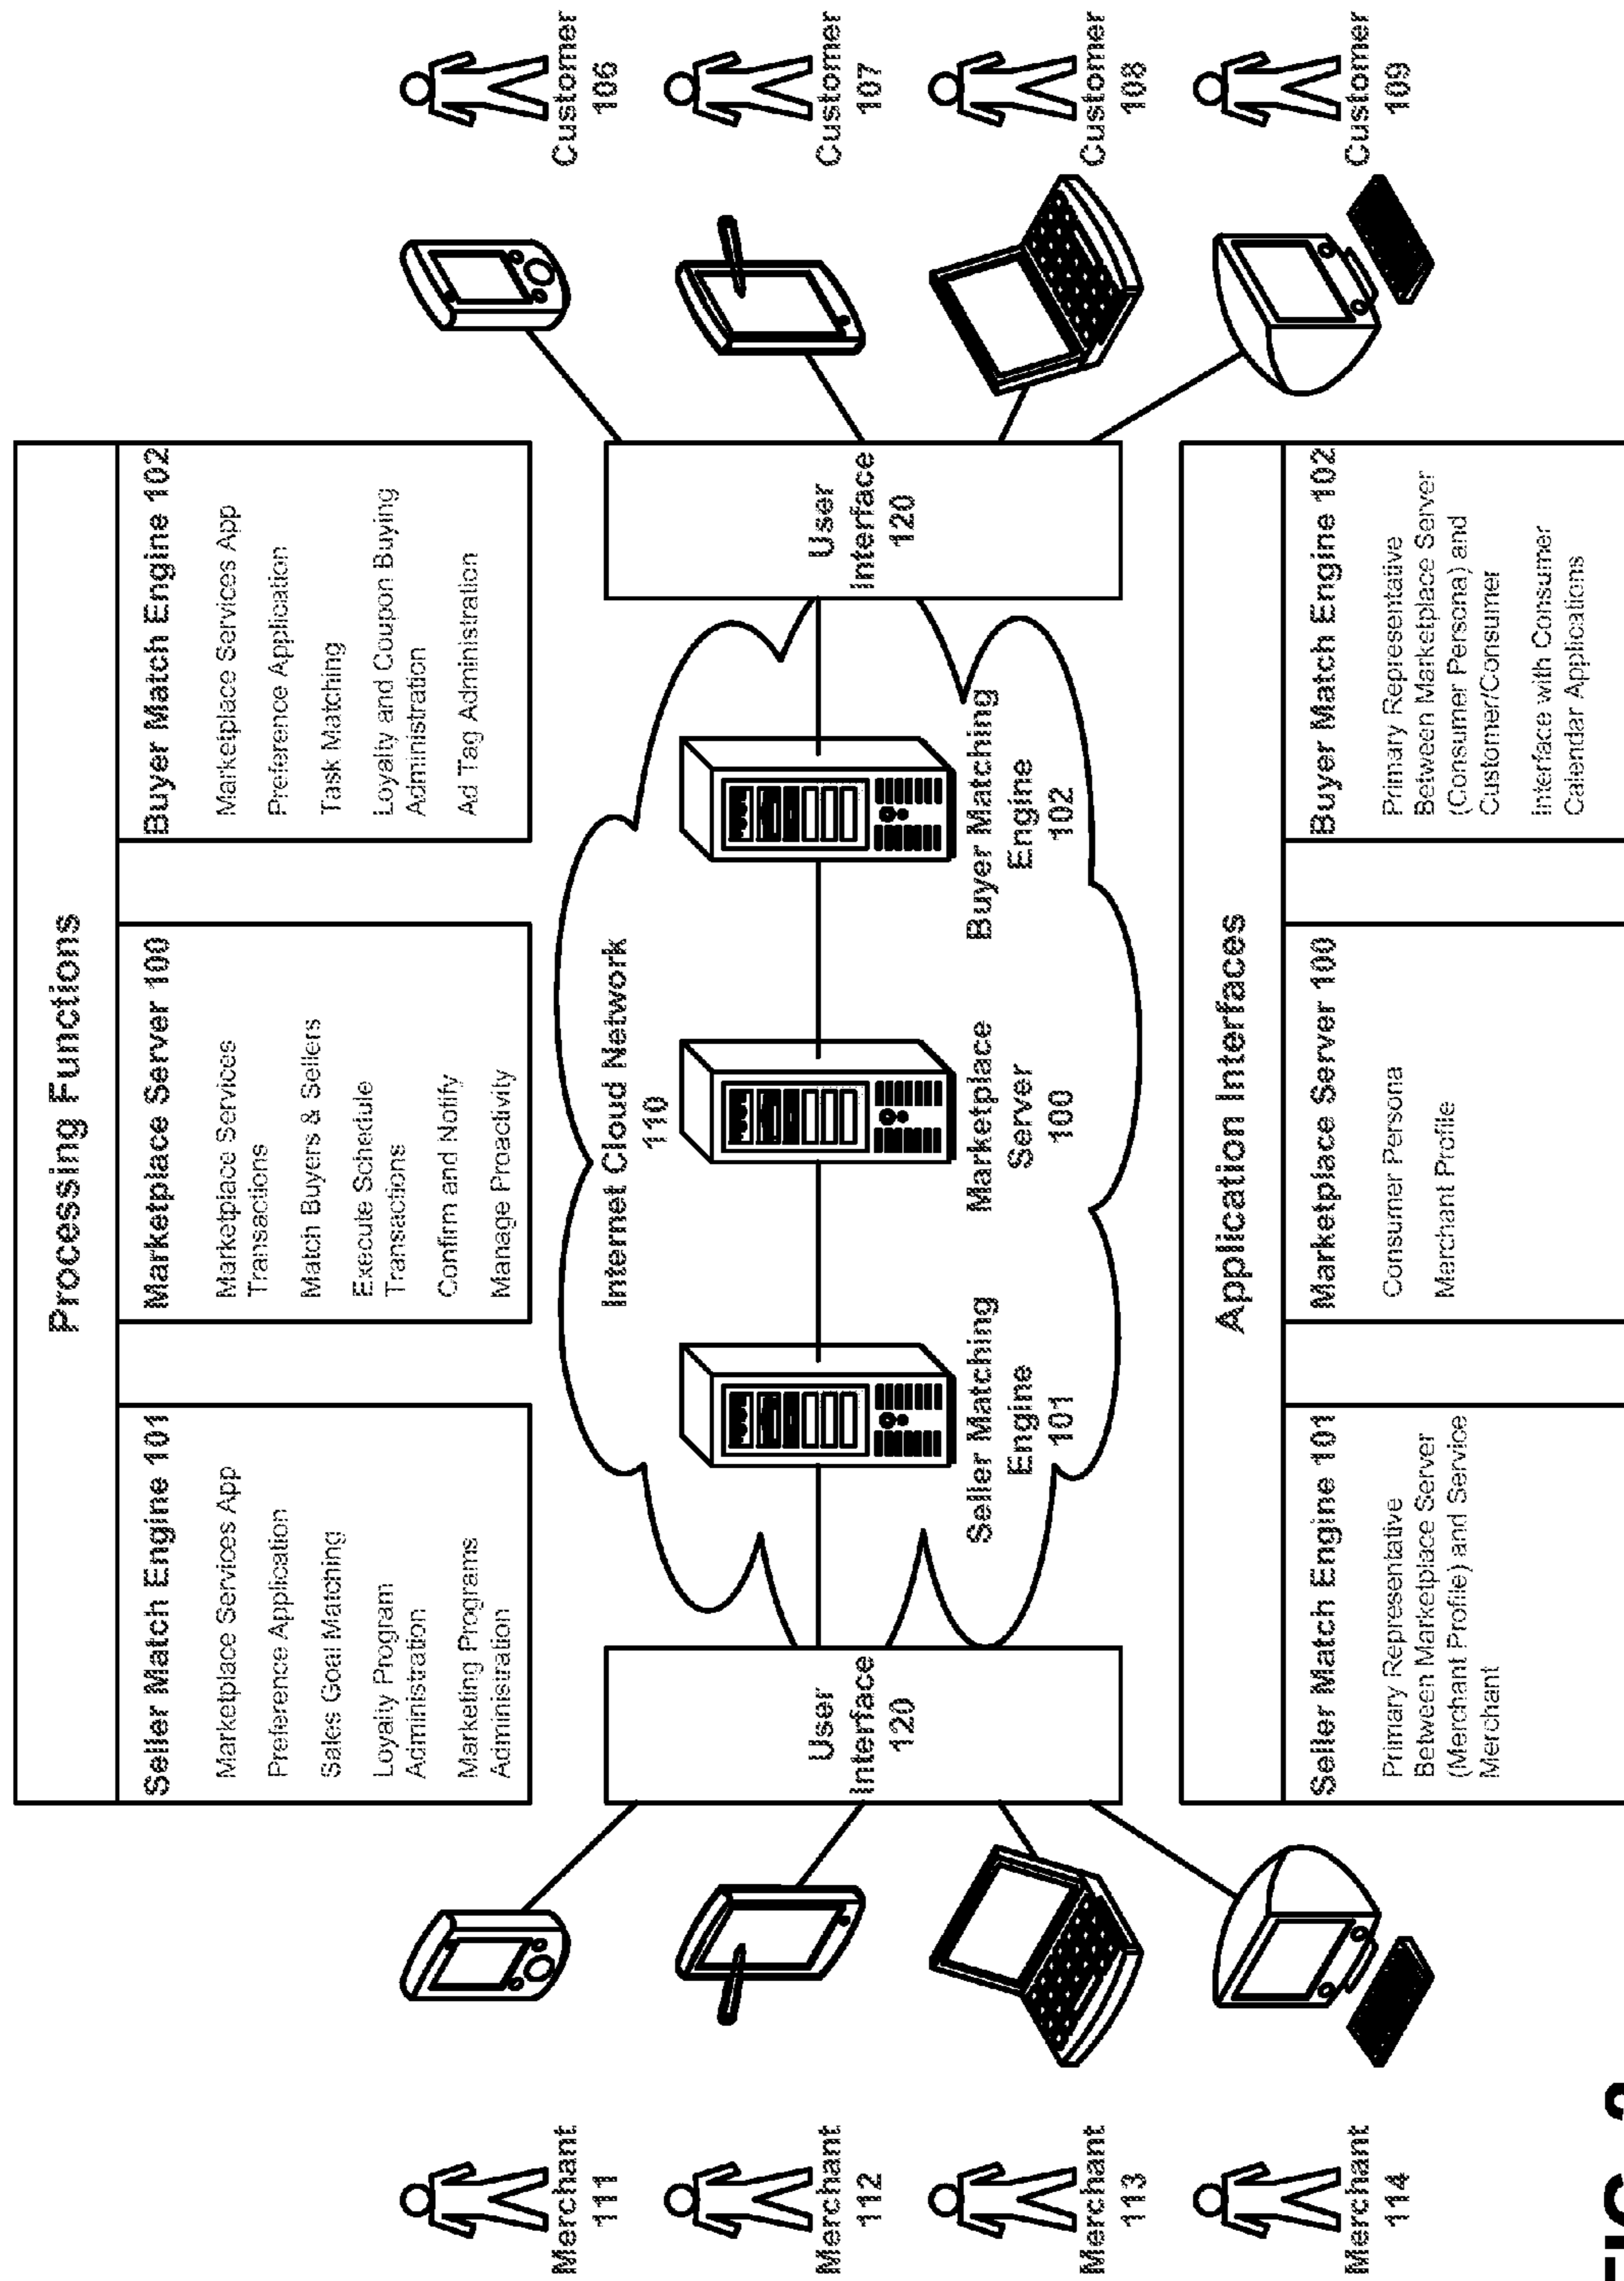 Processing Functions
Seller Match Engine 101
Marketplace Services App
Preference Application
Sales Goal Matching
Loyalty Program
Administration
Marketing Programs
Administration
Marketplace Server 100
Marketplace Services
Transactions
Match Buyers & Sellers
Execute Schedule
Transactions
Confirm and Notify
Manage Proactivity
Buyer Match Engine 102
Marketplace Services App
Preference Application
Task Matching
Loyalty and Coupon Buying
Administration
Ad Tag Administration
Merchant
111
Merchant
112
Merchant
113
Merchant
114
User
Interface
120
Internet Cloud Network
110
Seller Matching
Engine
101
Marketplace
Server
100
Buyer Matching
Engine
102
User
Interface
120
Customer
106
Customer
107
Customer
108
Customer
109
Application Interfaces
Seller Match Engine 101
Primary Representative
Between Marketplace Server
(Merchant Profile) and Service
Merchant
Marketplace Server 100
Consumer Persona
Merchant Profile
Buyer Match Engine 102
Primary Representative
Between Marketplace Server
(Consumer Persona) and
Customer/Consumer
Interface with Consumer
Calendar Applications